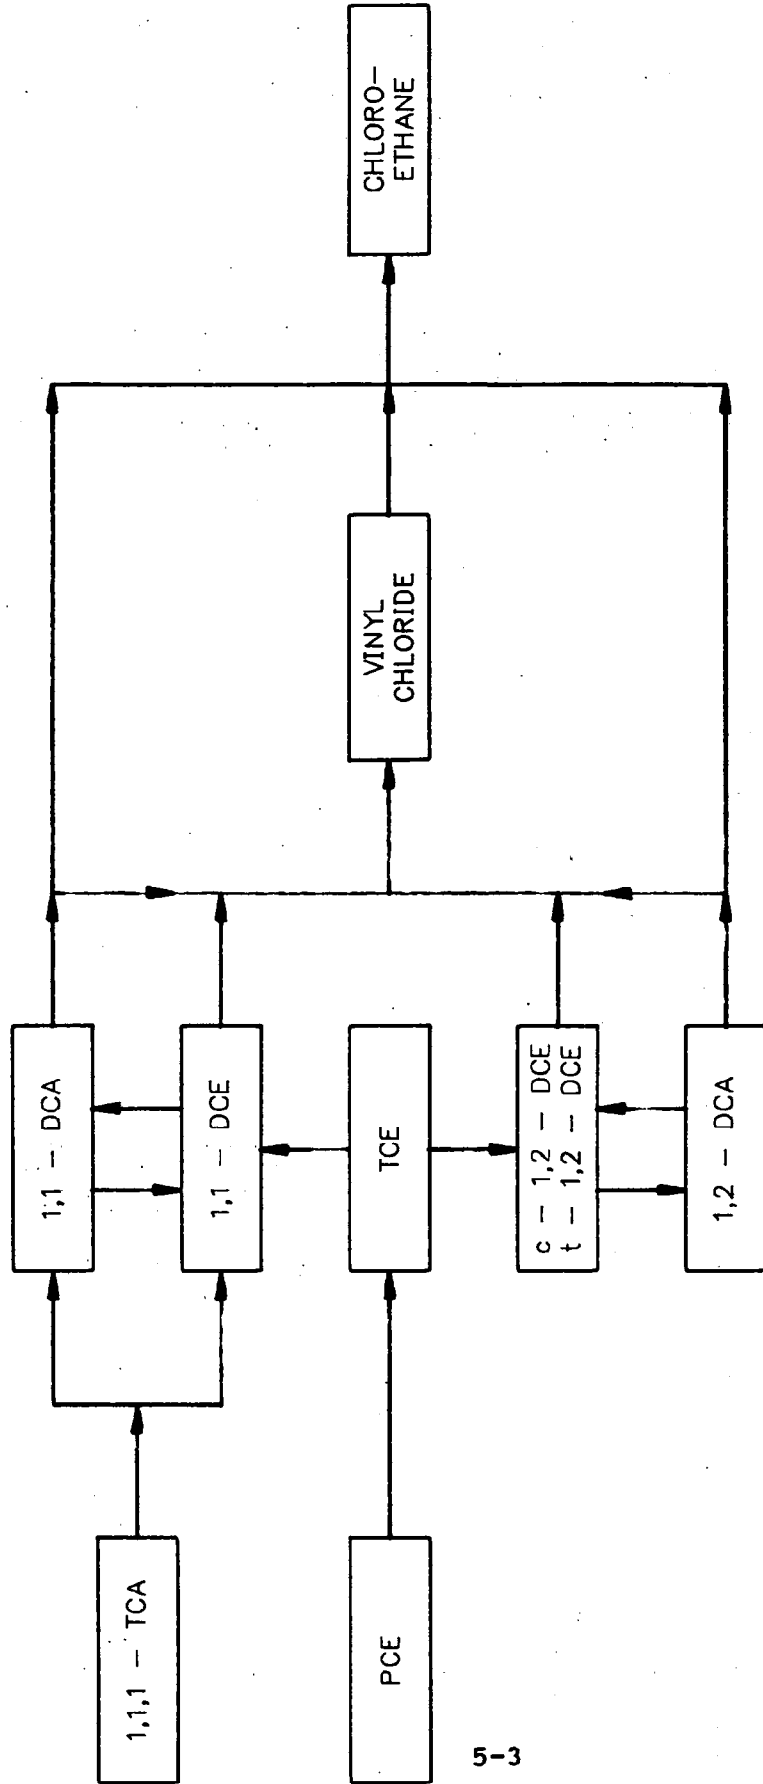 1,1,1 – TCA
PCE
1,1 – DCA
1,1 – DCE
TCE
c – 1,2 – DCE
t – 1,2 – DCE
1,2 – DCA
VINYL
CHLORIDE
CHLORO–
ETHANE
5-3